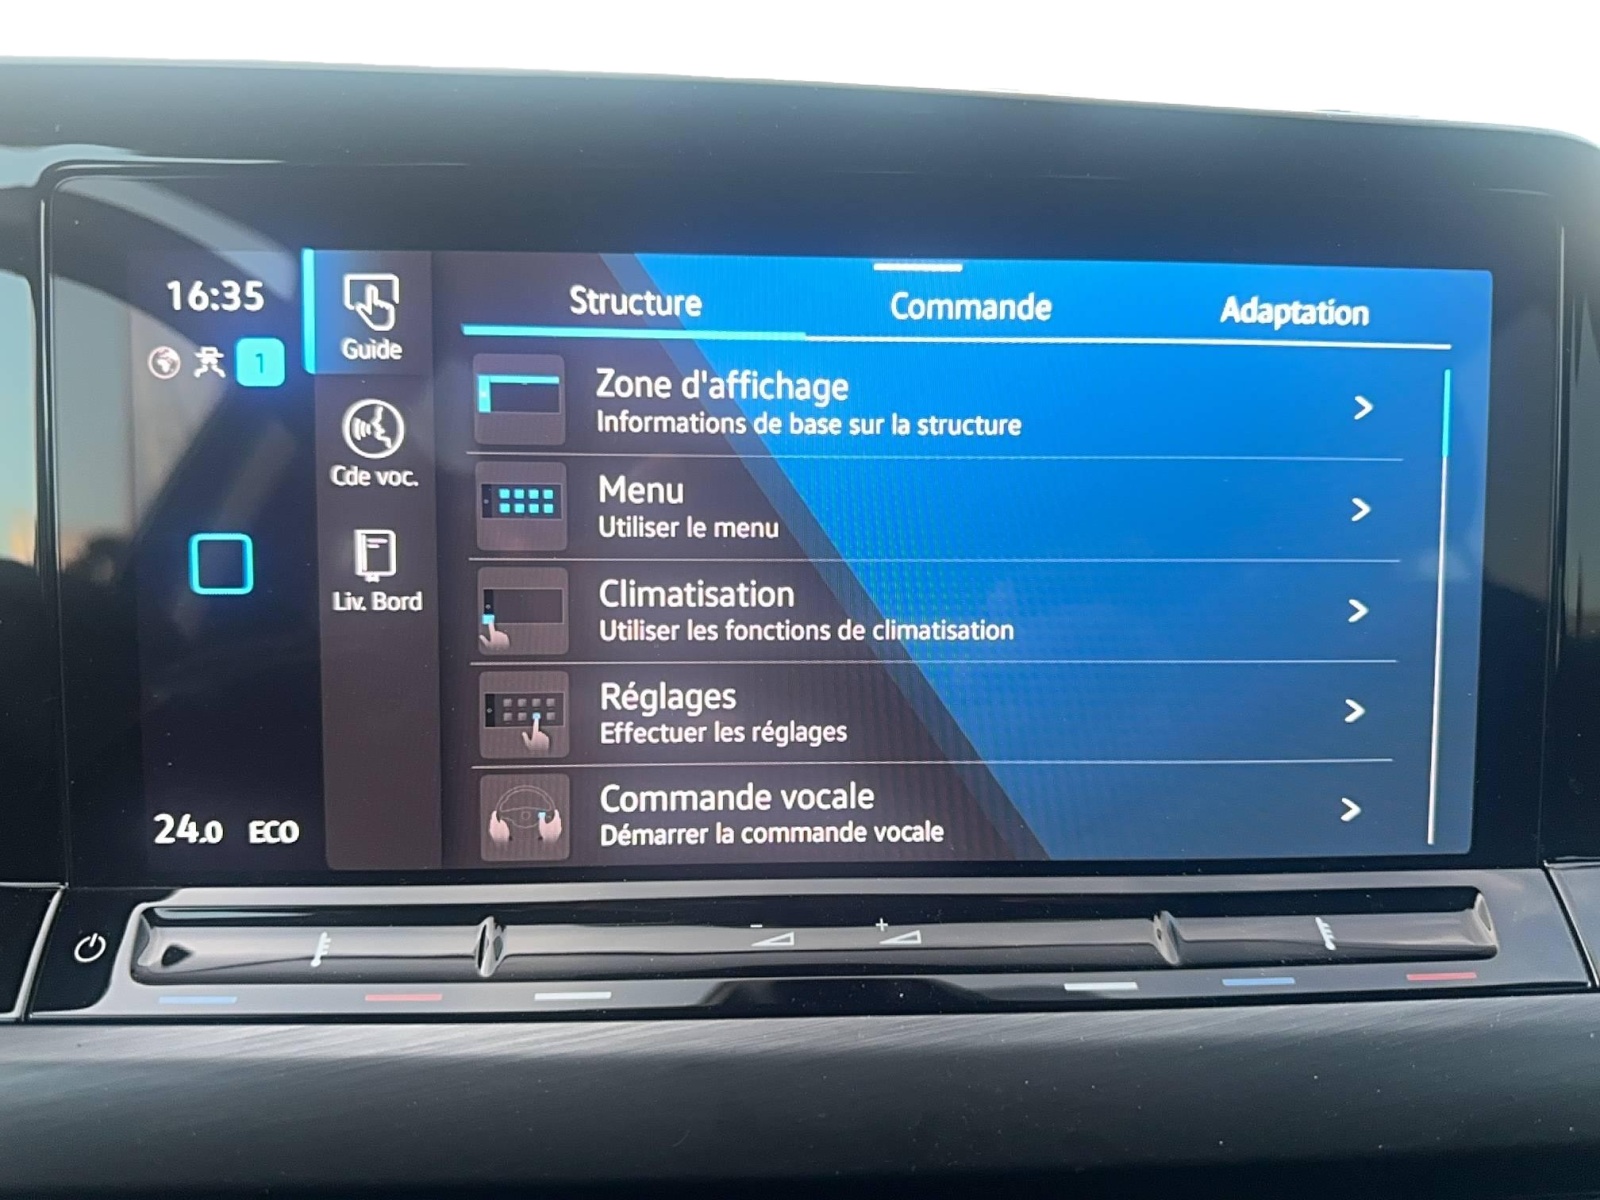 16:35
1
Guide
Cde voc.
Liv. Bord
24.0 ECO
Structure Commande Adaptation
Zone d'affichage
Informations de base sur la structure
Menu
Utiliser le menu
Climatisation
Utiliser les fonctions de climatisation
Réglages
Effectuer les réglages
Commande vocale
Démarrer la commande vocale
- +